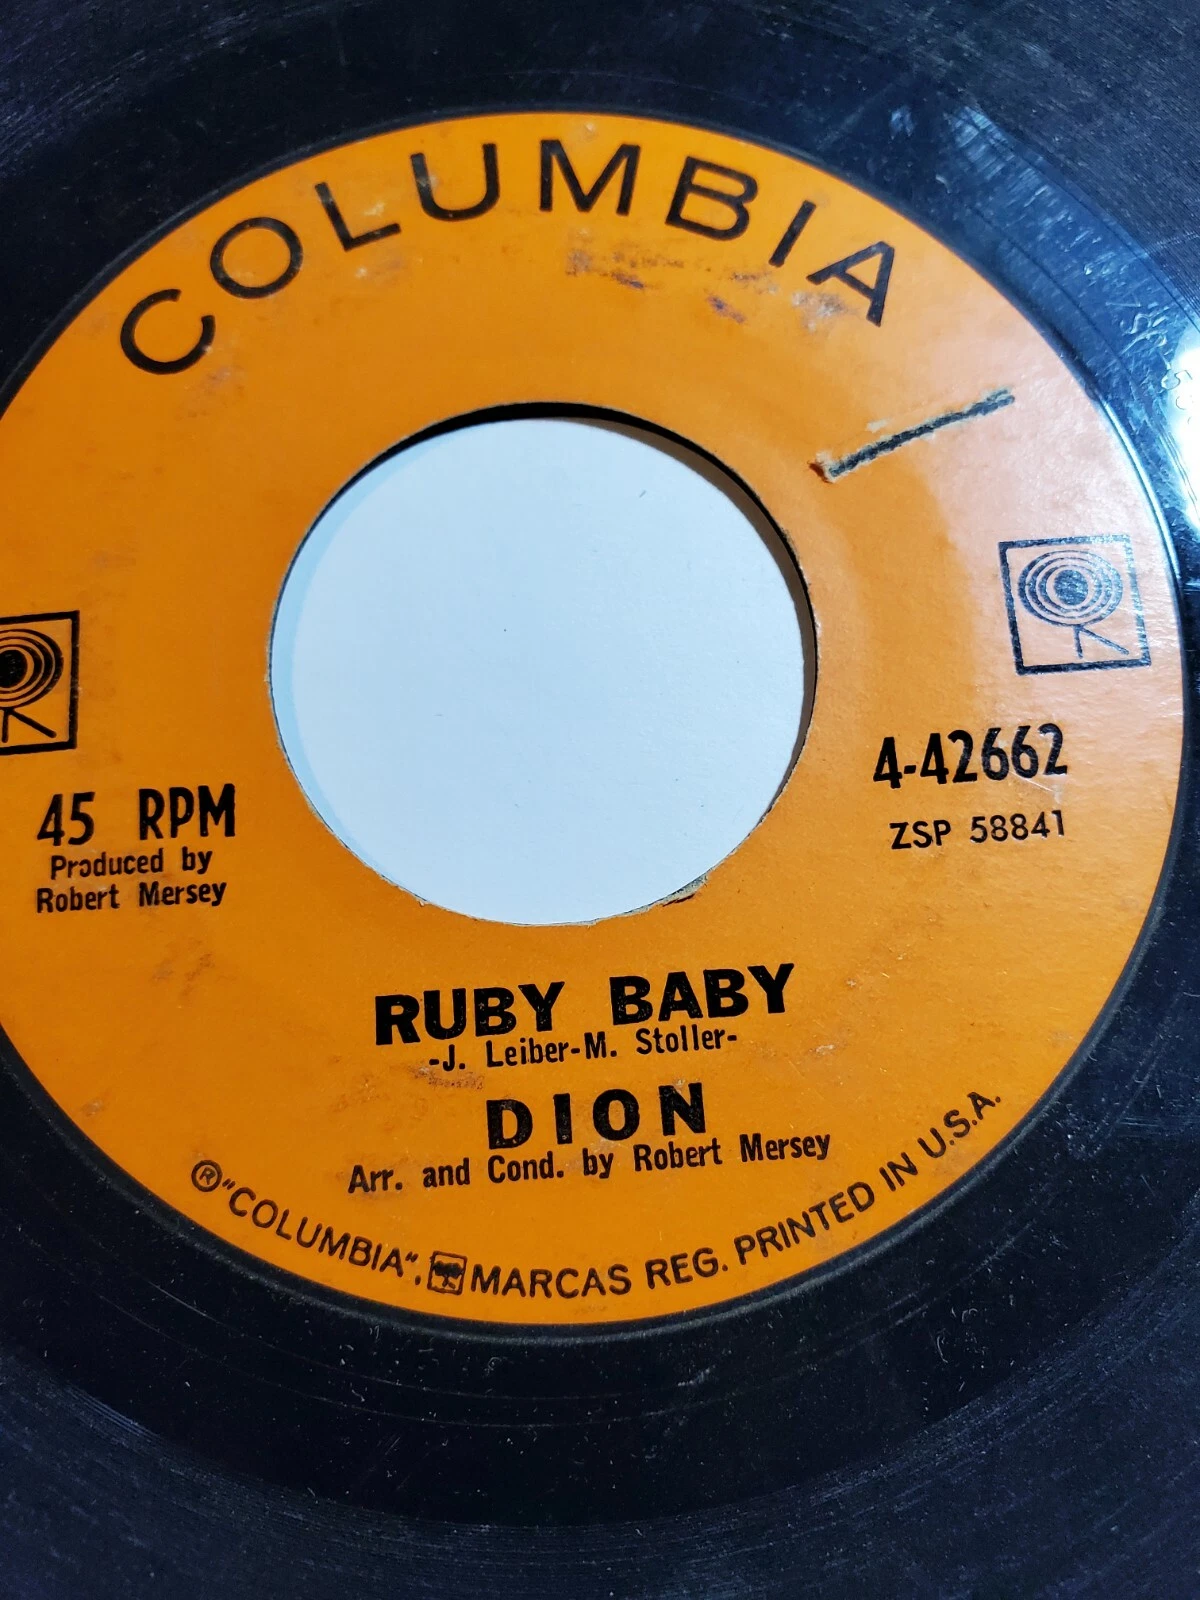 COLUMBIA
4-42662
ZSP 58841
45 RPM
Produced by
Robert Mersey
RUBY BABY
-J. Leiber-M. Stoller-
DION
Arr. and Cond. by Robert Mersey
®"COLUMBIA", MARCAS REG. PRINTED IN U.S.A.